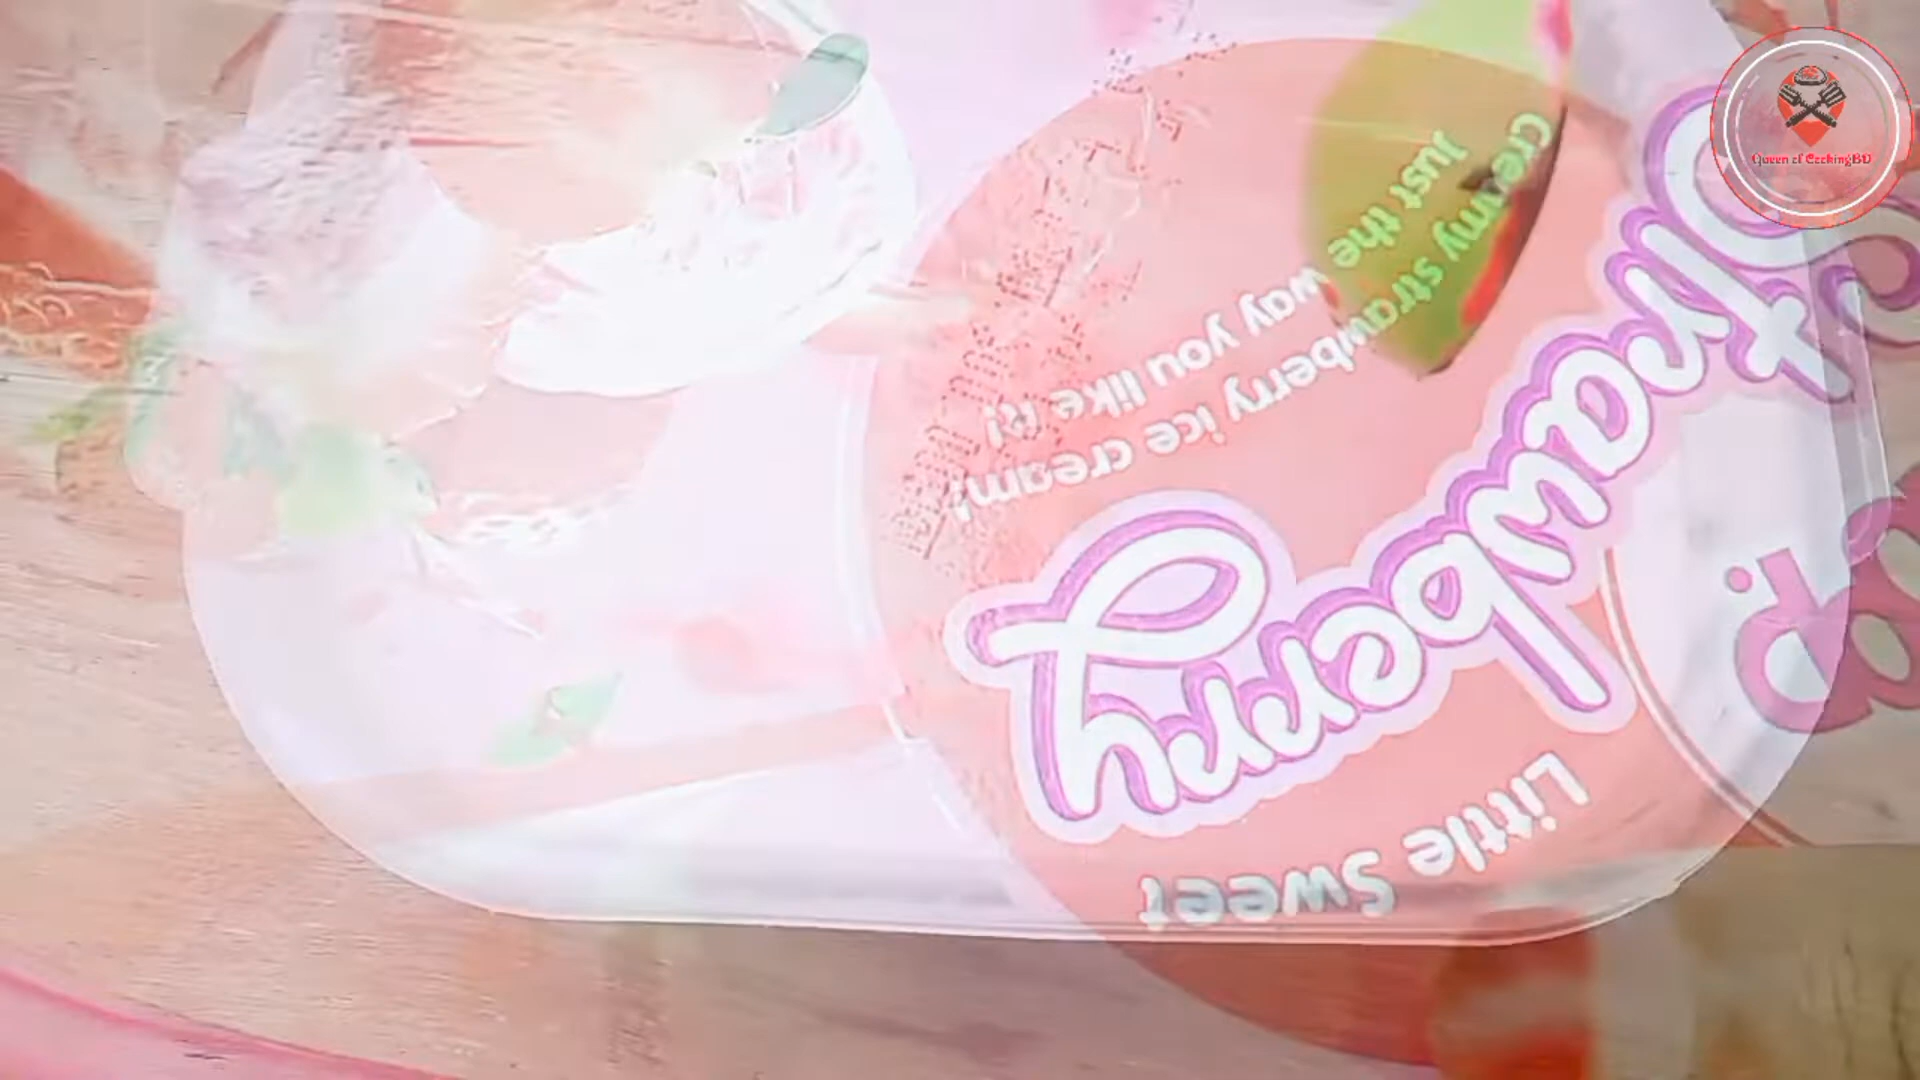 Queen of CookingBD
Little Sweet
Strawberry
Creamy strawberry ice cream!
Just the way you like it!